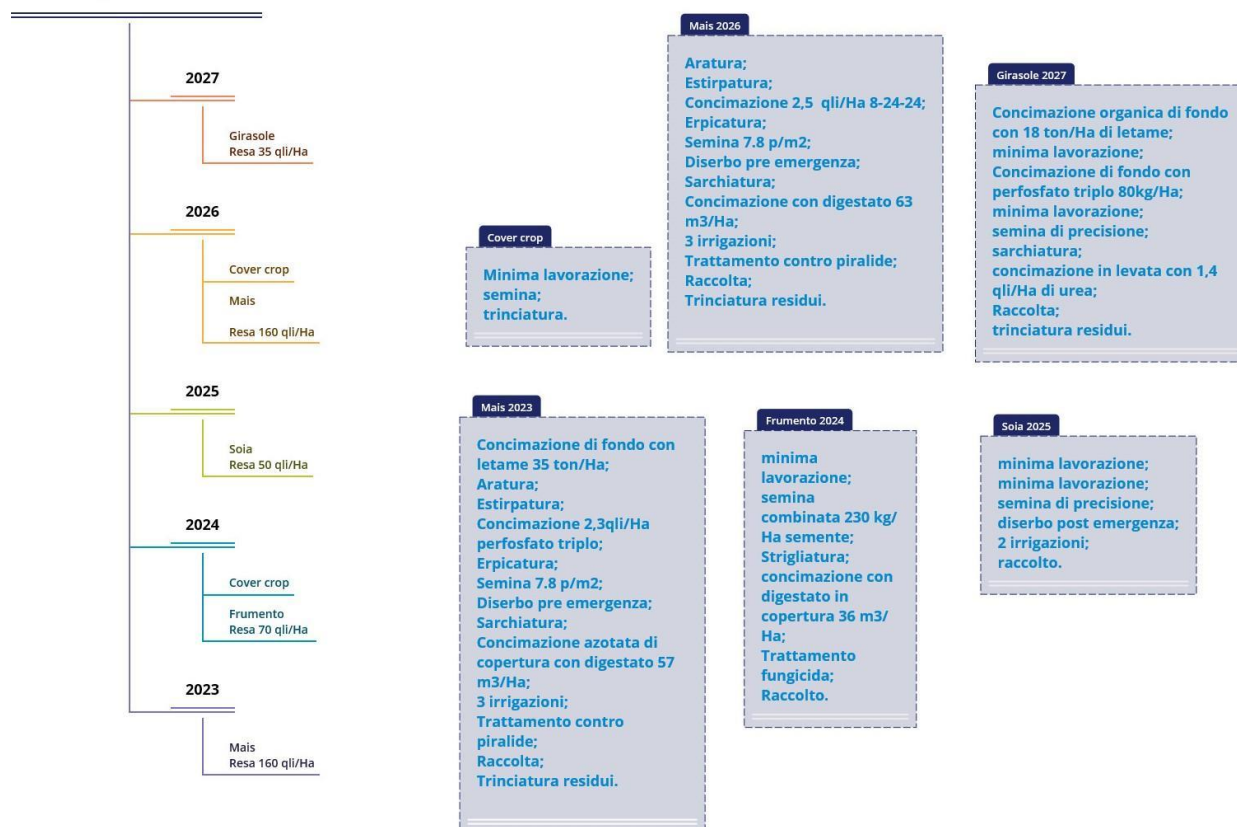 2027
Girasole
Resa 35 qli/Ha
2026
Cover crop
Mais
Resa 160 qli/Ha
2025
Soia
Resa 50 qli/Ha
2024
Cover crop
Frumento
Resa 70 qli/Ha
2023
Mais
Resa 160 qli/Ha
Cover crop
Minima lavorazione;
semina;
trinciatura.
Mais 2026
Aratura;
Estirpatura;
Concimazione 2,5 qli/Ha 8-24-24;
Erpicatura;
Semina 7.8 p/m2;
Diserbo pre emergenza;
Sarchiatura;
Concimazione con digestato 63
m3/Ha;
3 irrigazioni;
Trattamento contro piralide;
Raccolta;
Trinciatura residui.
Girasole 2027
Concimazione organica di fondo
con 18 ton/Ha di letame;
minima lavorazione;
Concimazione di fondo con
perfosfato triplo 80kg/Ha;
minima lavorazione;
semina di precisione;
sarchiatura;
concimazione in levata con 1,4
qli/Ha di urea;
Raccolta;
trinciatura residui.
Mais 2023
Concimazione di fondo con
letame 35 ton/Ha;
Aratura;
Estirpatura;
Concimazione 2,3qli/Ha
perfosfato triplo;
Erpicatura;
Semina 7.8 p/m2;
Diserbo pre emergenza;
Sarchiatura;
Concimazione azotata di
copertura con digestato 57
m3/Ha;
3 irrigazioni;
Trattamento contro
piralide;
Raccolta;
Trinciatura residui.
Frumento 2024
minima
lavorazione;
semina
combinata 230 kg/
Ha semente;
Strigliatura;
concimazione con
digestato in
copertura 36 m3/
Ha;
Trattamento
fungicida;
Raccolto.
Soia 2025
minima lavorazione;
minima lavorazione;
semina di precisione;
diserbo post emergenza;
2 irrigazioni;
raccolto.